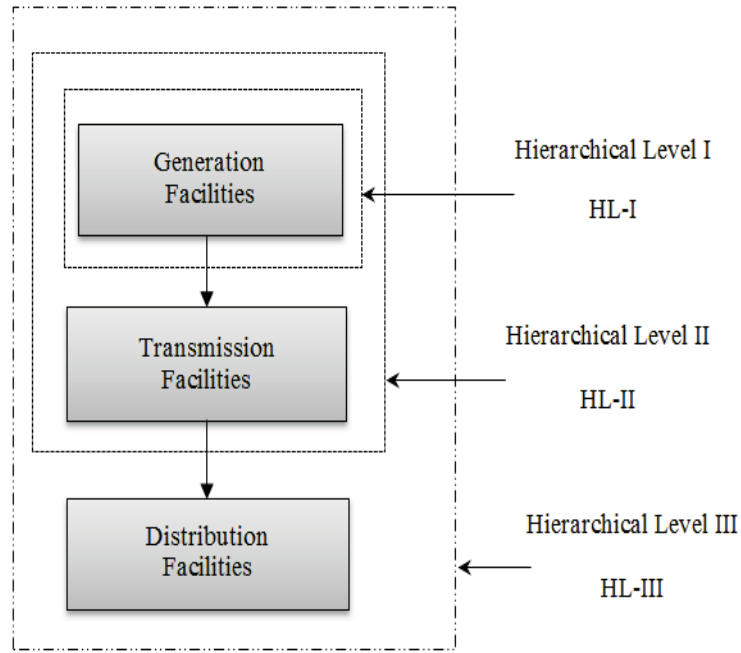 Generation
Facilities
Hierarchical Level I
HL-I
Transmission
Facilities
Hierarchical Level II
HL-II
Distribution
Facilities
Hierarchical Level III
HL-III